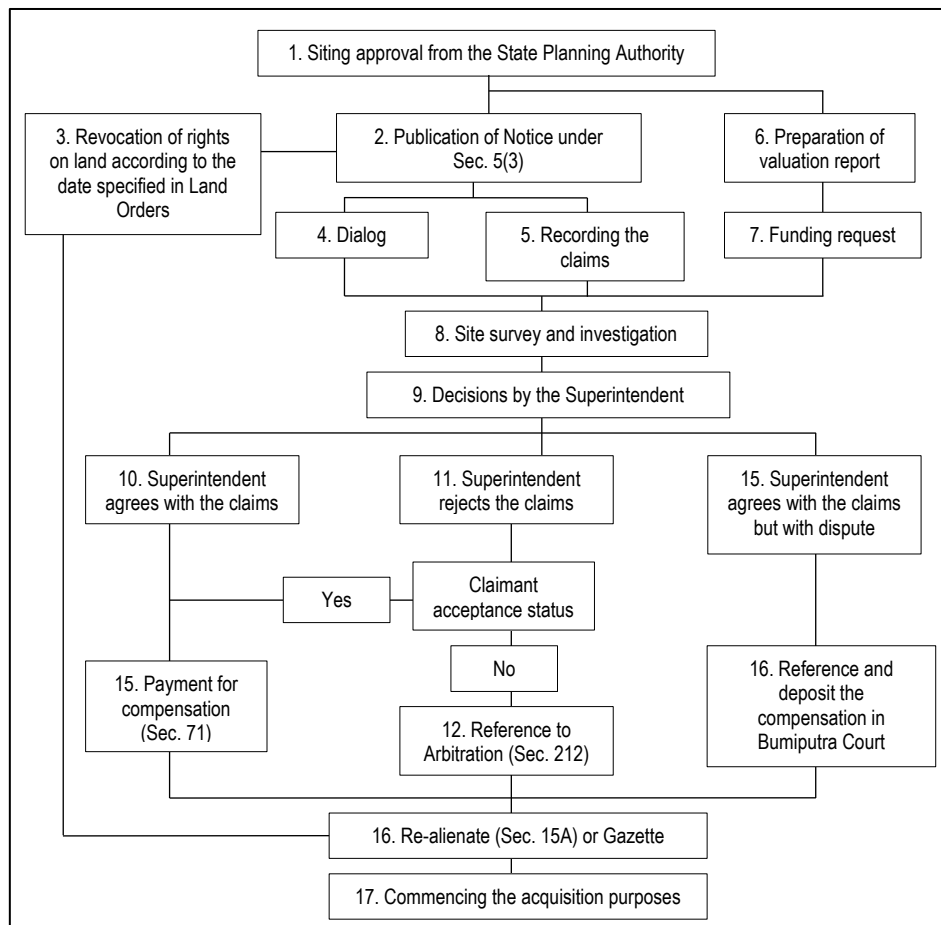 1. Siting approval from the State Planning Authority
3. Revocation of rights
on land according to the
date specified in Land
Orders
2. Publication of Notice under
Sec. 5(3)
6. Preparation of
valuation report
4. Dialog
5. Recording the
claims
7. Funding request
8. Site survey and investigation
9. Decisions by the Superintendent
10. Superintendent
agrees with the claims
11. Superintendent
rejects the claims
15. Superintendent
agrees with the claims
but with dispute
Yes
Claimant
acceptance status
No
15. Payment for
compensation
(Sec. 71)
12. Reference to
Arbitration (Sec. 212)
16. Reference and
deposit the
compensation in
Bumiputra Court
16. Re-alienate (Sec. 15A) or Gazette
17. Commencing the acquisition purposes